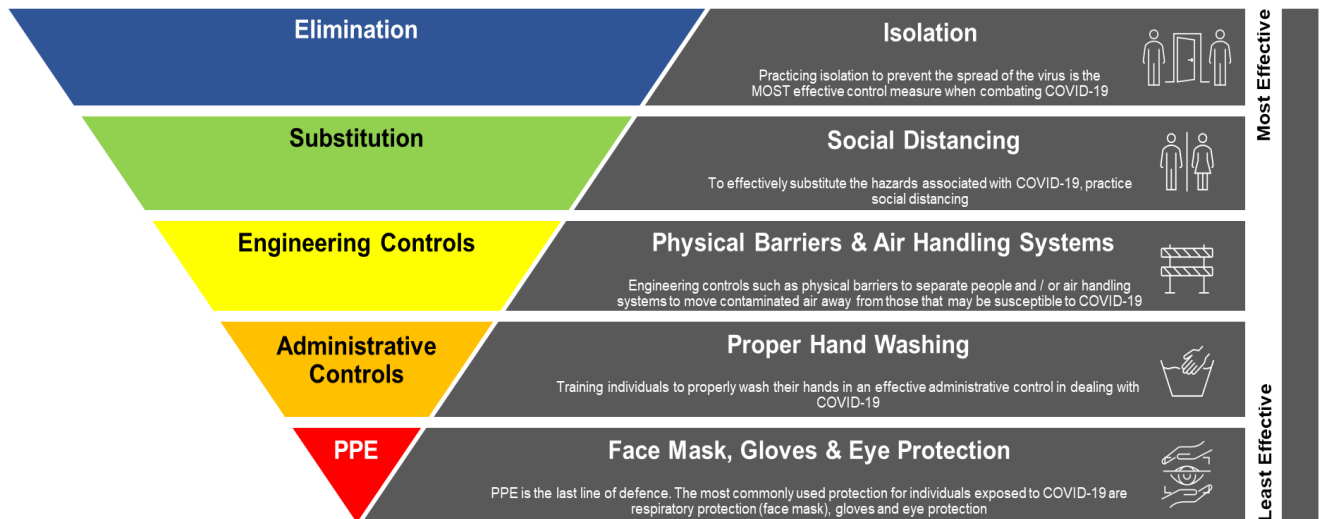 Elimination
Isolation
Practicing isolation to prevent the spread of the virus is the
MOST effective control measure when combating COVID-19
Substitution
Social Distancing
To effectively substitute the hazards associated with COVID-19, practice
social distancing
Engineering Controls
Physical Barriers & Air Handling Systems
Engineering controls such as physical barriers to separate people and / or air handling
systems to move contaminated air away from those that may be susceptible to COVID-19
Administrative
Controls
Proper Hand Washing
Training individuals to properly wash their hands in an effective administrative control in dealing with
COVID-19
PPE
Face Mask, Gloves & Eye Protection
PPE is the last line of defence. The most commonly used protection for individuals exposed to COVID-19 are
respiratory protection (face mask), gloves and eye protection
Most Effective
Least Effective